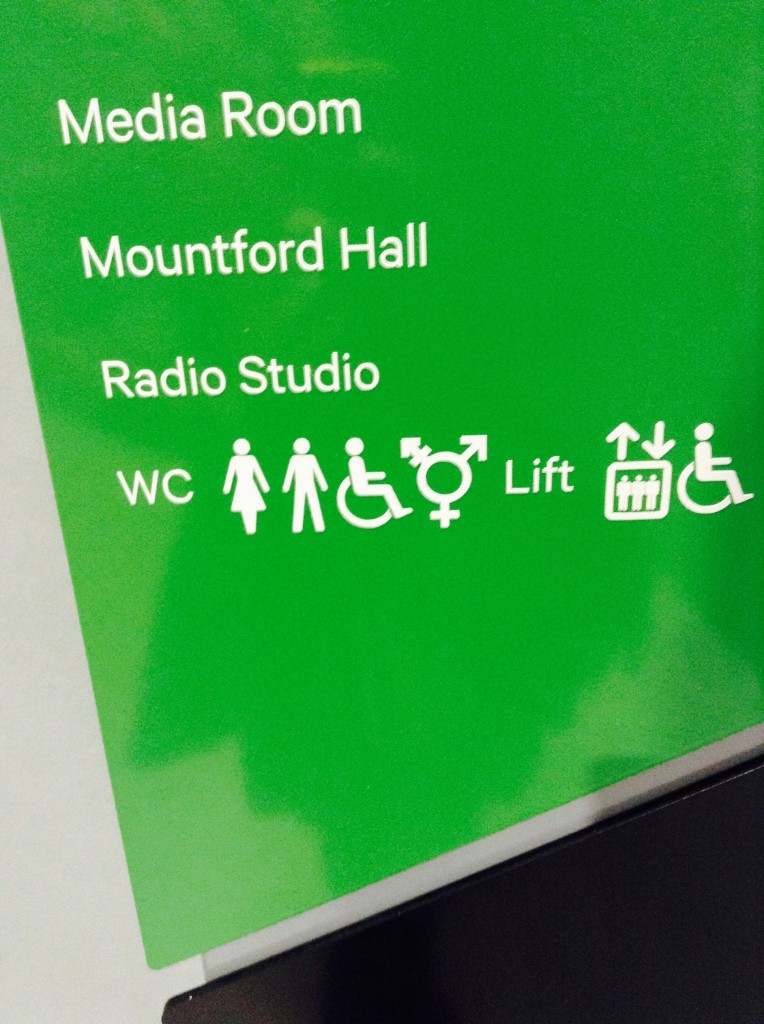 Media Room
Mountford Hall
Radio Studio
WC Lift